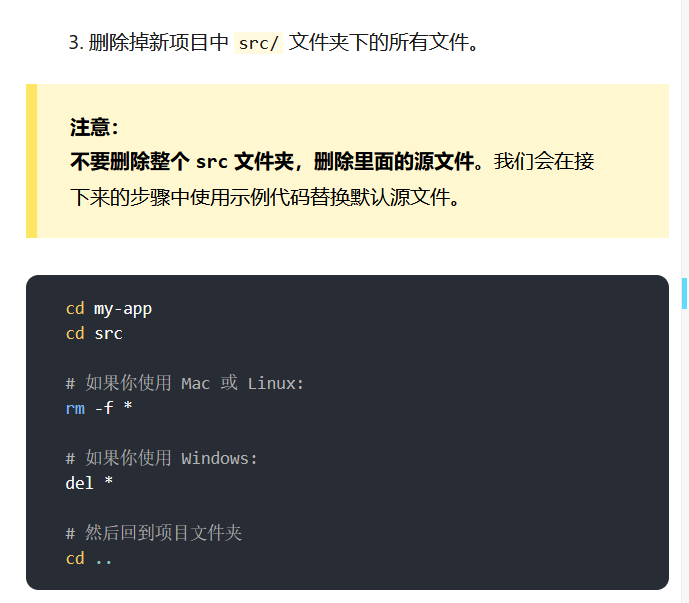 3. 删除掉新项目中 src/ 文件夹下的所有文件。
注意：
不要删除整个 src 文件夹，删除里面的源文件。我们会在接
下来的步骤中使用示例代码替换默认源文件。
cd my-app
cd src
# 如果你使用 Mac 或 Linux:
rm -f *
# 如果你使用 Windows:
del *
# 然后回到项目文件夹
cd ..